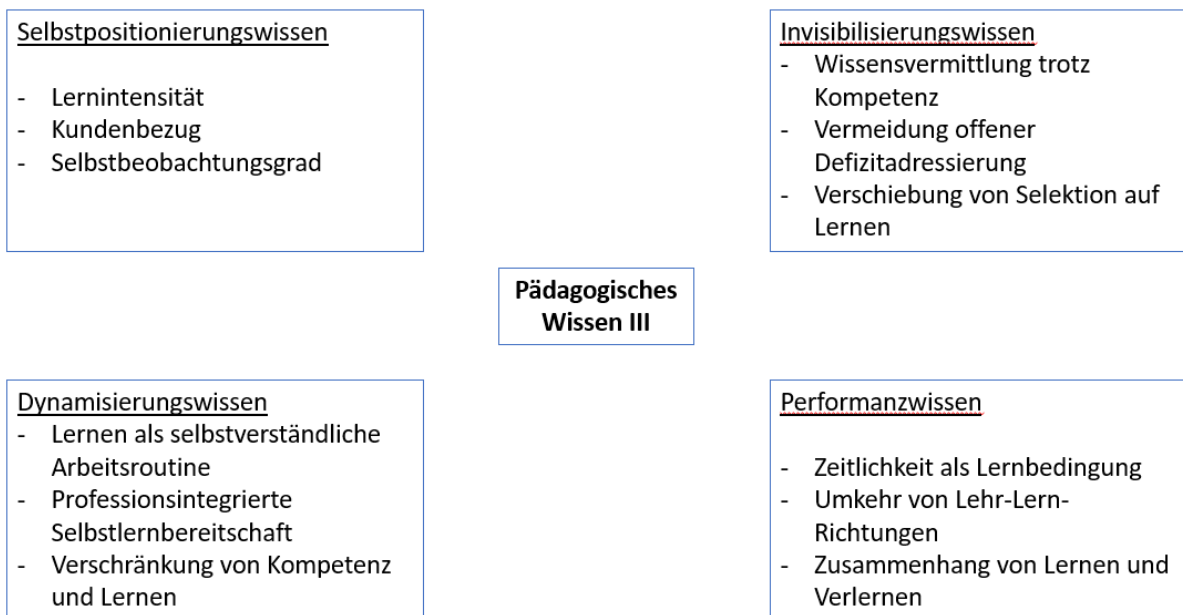 Selbstpositionierungswissen
- Lernintensität
- Kundenbezug
- Selbstbeobachtungsgrad
Invisibilisierungswissen
- Wissensvermittlung trotz
Kompetenz
- Vermeidung offener
Defizitadressierung
- Verschiebung von Selektion auf
Lernen
Pädagogisches
Wissen III
Dynamisierungswissen
- Lernen als selbstverständliche
Arbeitsroutine
- Professionsintegrierte
Selbstlernbereitschaft
- Verschränkung von Kompetenz
und Lernen
Performanzwissen
- Zeitlichkeit als Lernbedingung
- Umkehr von Lehr-Lern-
Richtungen
- Zusammenhang von Lernen und
Verlernen